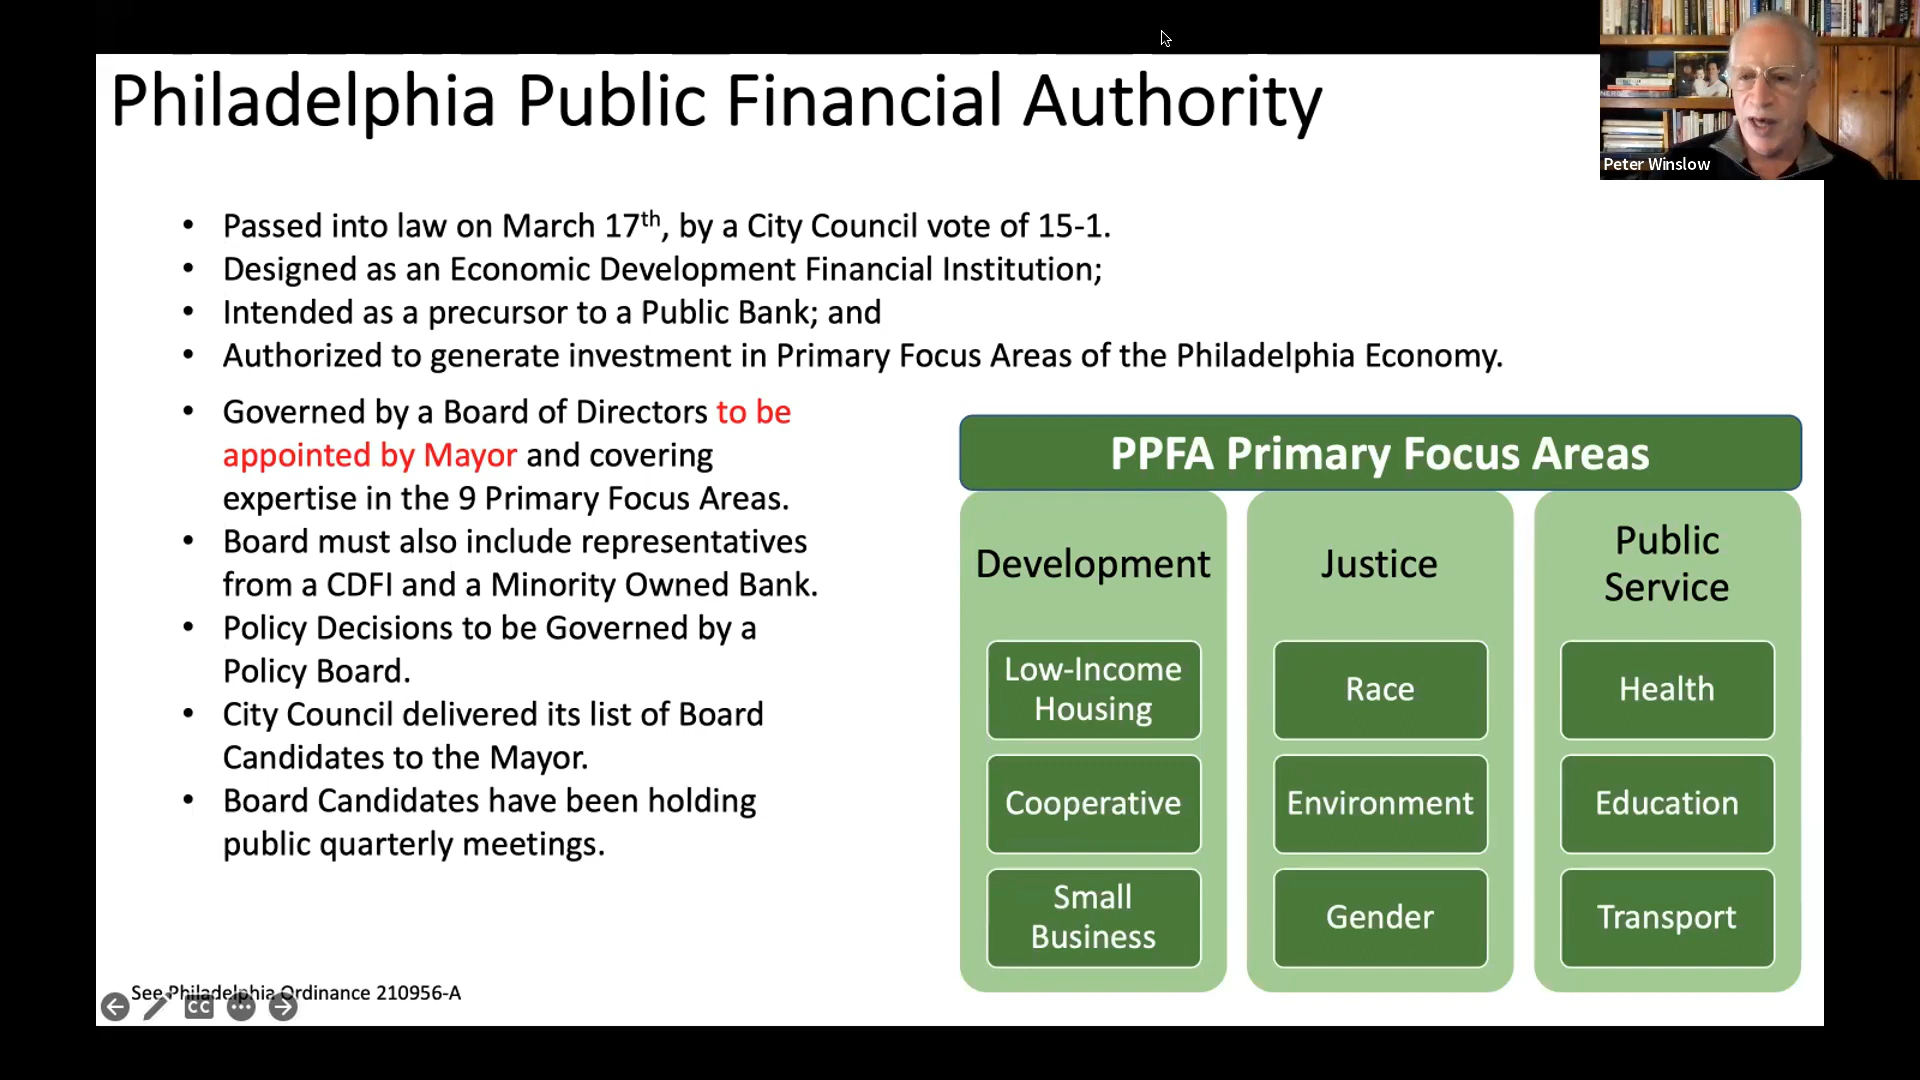 Philadelphia Public Financial Authority
Peter Winslow
• Passed into law on March 17th, by a City Council vote of 15-1.
• Designed as an Economic Development Financial Institution;
• Intended as a precursor to a Public Bank; and
• Authorized to generate investment in Primary Focus Areas of the Philadelphia Economy.
• Governed by a Board of Directors to be
appointed by Mayor and covering
expertise in the 9 Primary Focus Areas.
• Board must also include representatives
from a CDFI and a Minority Owned Bank.
• Policy Decisions to be Governed by a
Policy Board.
• City Council delivered its list of Board
Candidates to the Mayor.
• Board Candidates have been holding
public quarterly meetings.
PPFA Primary Focus Areas
Development
Low-Income
Housing
Cooperative
Small
Business
Justice
Race
Environment
Gender
Public
Service
Health
Education
Transport
See Philadelphia Ordinance 210956-A
CC